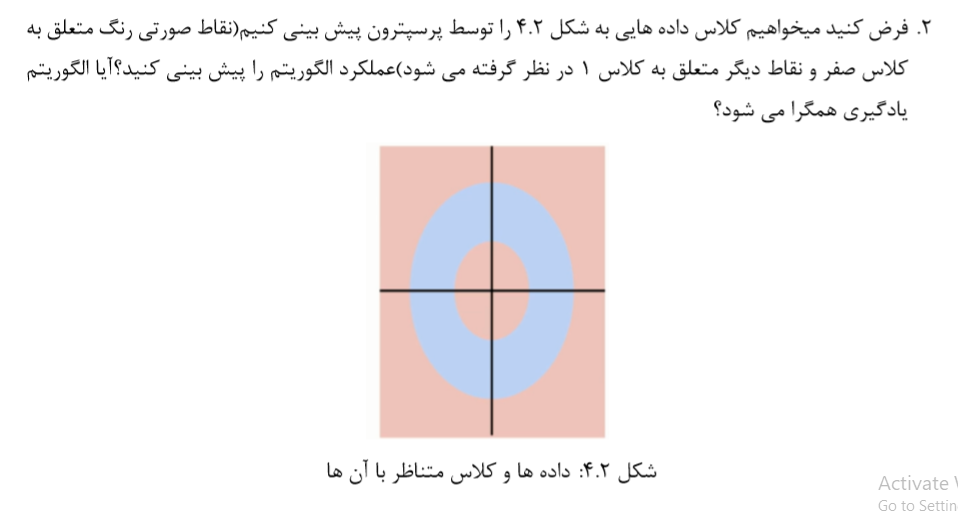 ۲. فرض کنید میخواهیم کلاس داده هایی به شکل ۴.۲ را توسط پرسپترون پیش بینی کنیم(نقاط صورتی رنگ متعلق به
کلاس صفر و نقاط دیگر متعلق به کلاس ۱ در نظر گرفته می شود)عملکرد الگوریتم را پیش بینی کنید؟آیا الگوریتم
یادگیری همگرا می شود؟
شکل ۴.۲: داده ها و کلاس متناظر با آن ها
Activate
Go to Settin